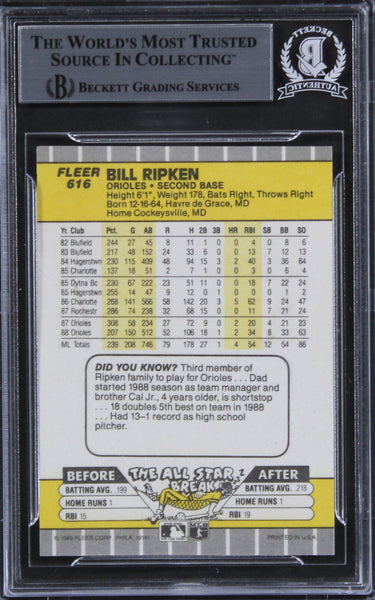 THE WORLD'S MOST TRUSTED
SOURCE IN COLLECTING™
BECKETT GRADING SERVICES
BECKETT
AUTHENTIC
FLEER
616
BILL RIPKEN
ORIOLES • SECOND BASE
Height 6'1", Weight 178, Bats Right, Throws Right
Born 12-16-64, Havre de Grace, MD
Home Cockeysville, MD
Yr. Club Pct. G AB R H 2B 3B HR RBI SB BB SO
82 Blufield .244 27 45 8 11 1 0 0 4 0 8 6
83 Blufield .217 48 152 24 33 6 0 0 13 7 12 13
84 Hagerstwn .230 115 409 48 94 15 3 2 40 3 36 64
85 Charlotte .137 18 51 2 7 1 0 0 3 0 6 4
85 Dytna Bc .230 67 222 23 51 11 0 0 18 7 22 24
85 Hagerstown .255 14 47 9 12 0 1 0 0 0 6 3
86 Charlotte .268 141 566 58 142 20 3 5 62 9 24 47
87 Rochestr .286 74 238 32 68 15 0 0 11 7 21 24
87 Orioles .308 58 234 27 72 9 0 2 20 4 21 23
88 Orioles .207 150 512 52 106 18 1 2 34 8 33 63
ML Totals .239 208 746 79 178 27 1 4 54 12 54 86
DID YOU KNOW? Third member of
Ripken family to play for Orioles . . . Dad started
1988 season as team manager and
brother Cal Jr., 4 years older, is shortstop
. . . 18 doubles 5th best on team in 1988
. . . Had 13-1 record as high school
pitcher.
BEFORE THE ALL STAR BREAK AFTER
BATTING AVG. .199 BATTING AVG. .218
HOME RUNS 1 HOME RUNS 1
RBI 15 RBI 19
© 1989 FLEER CORP., PHILA. 19141 PRINTED IN U.S.A.